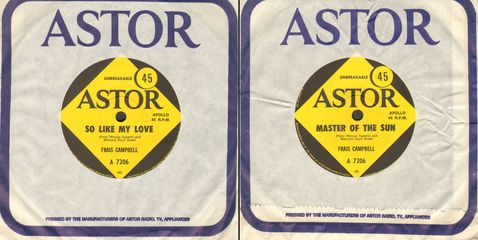 ASTOR
UNBREAKABLE 45
ASTOR
APOLLO
45 R.P.M.
SO LIKE MY LOVE
FRAIS CAMPBELL
A 7206
PRESSED BY THE MANUFACTURERS OF ASTOR RADIO, TV, APPLIANCES
ASTOR
UNBREAKABLE 45
ASTOR
APOLLO
45 R.P.M.
MASTER OF THE SUN
FRAIS CAMPBELL
A 7206
PRESSED BY THE MANUFACTURERS OF ASTOR RADIO, TV, APPLIANCES